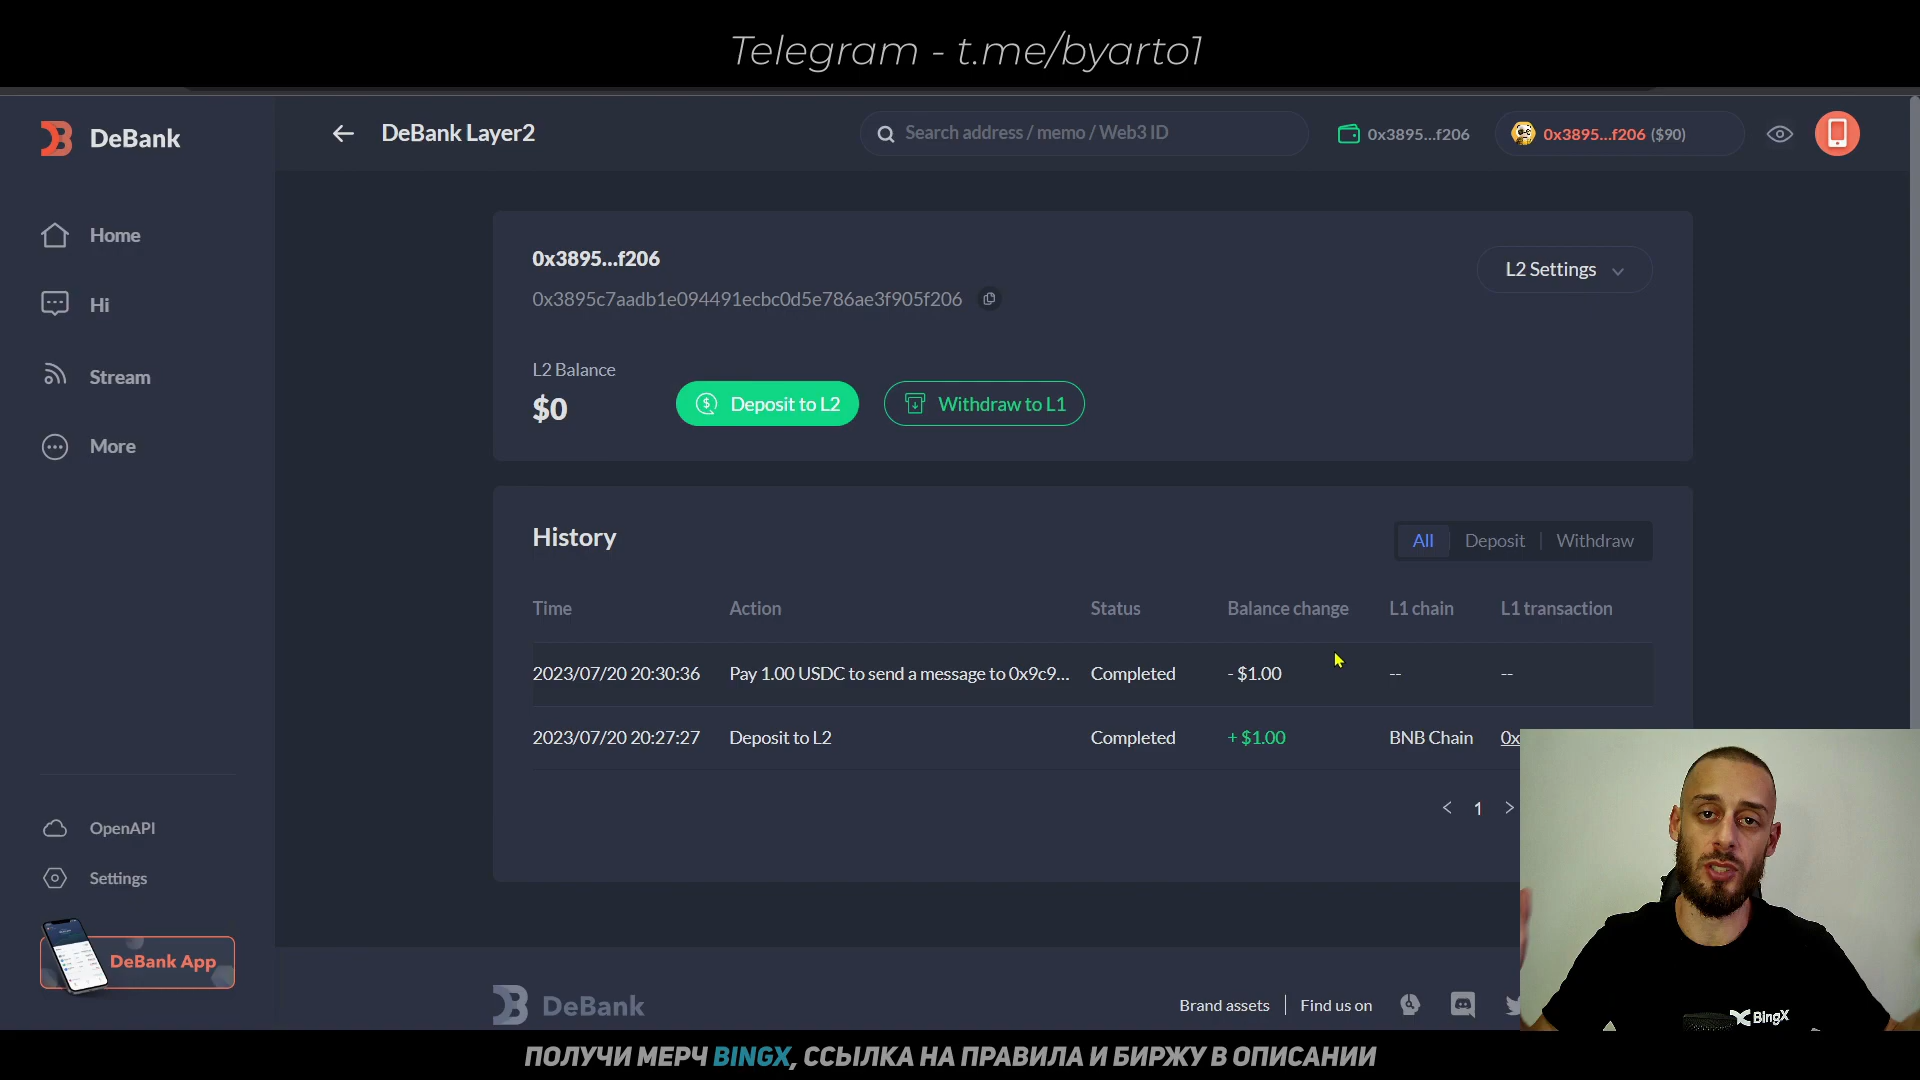 Telegram - t.me/byarto1
DeBank
DeBank Layer2
Search address / memo / Web3 ID
0x3895...f206
0x3895...f206 ($90)
Home
Hi
Stream
More
0x3895...f206
L2 Settings
0x3895c7aadb1e094491ecbc0d5e786ae3f905f206
L2 Balance
$0
Deposit to L2
Withdraw to L1
History
All
Deposit
Withdraw
Time Action Status Balance change L1 chain L1 transaction
2023/07/20 20:30:36 Pay 1.00 USDC to send a message to 0x9c9... Completed - $1.00 -- --
2023/07/20 20:27:27 Deposit to L2 Completed + $1.00 BNB Chain 0x
< 1 >
OpenAPI
Settings
DeBank App
DeBank
Brand assets
Find us on
BingX
ПОЛУЧИ МЕРЧ BINGX, ССЫЛКА НА ПРАВИЛА И БИРЖУ В ОПИСАНИИ